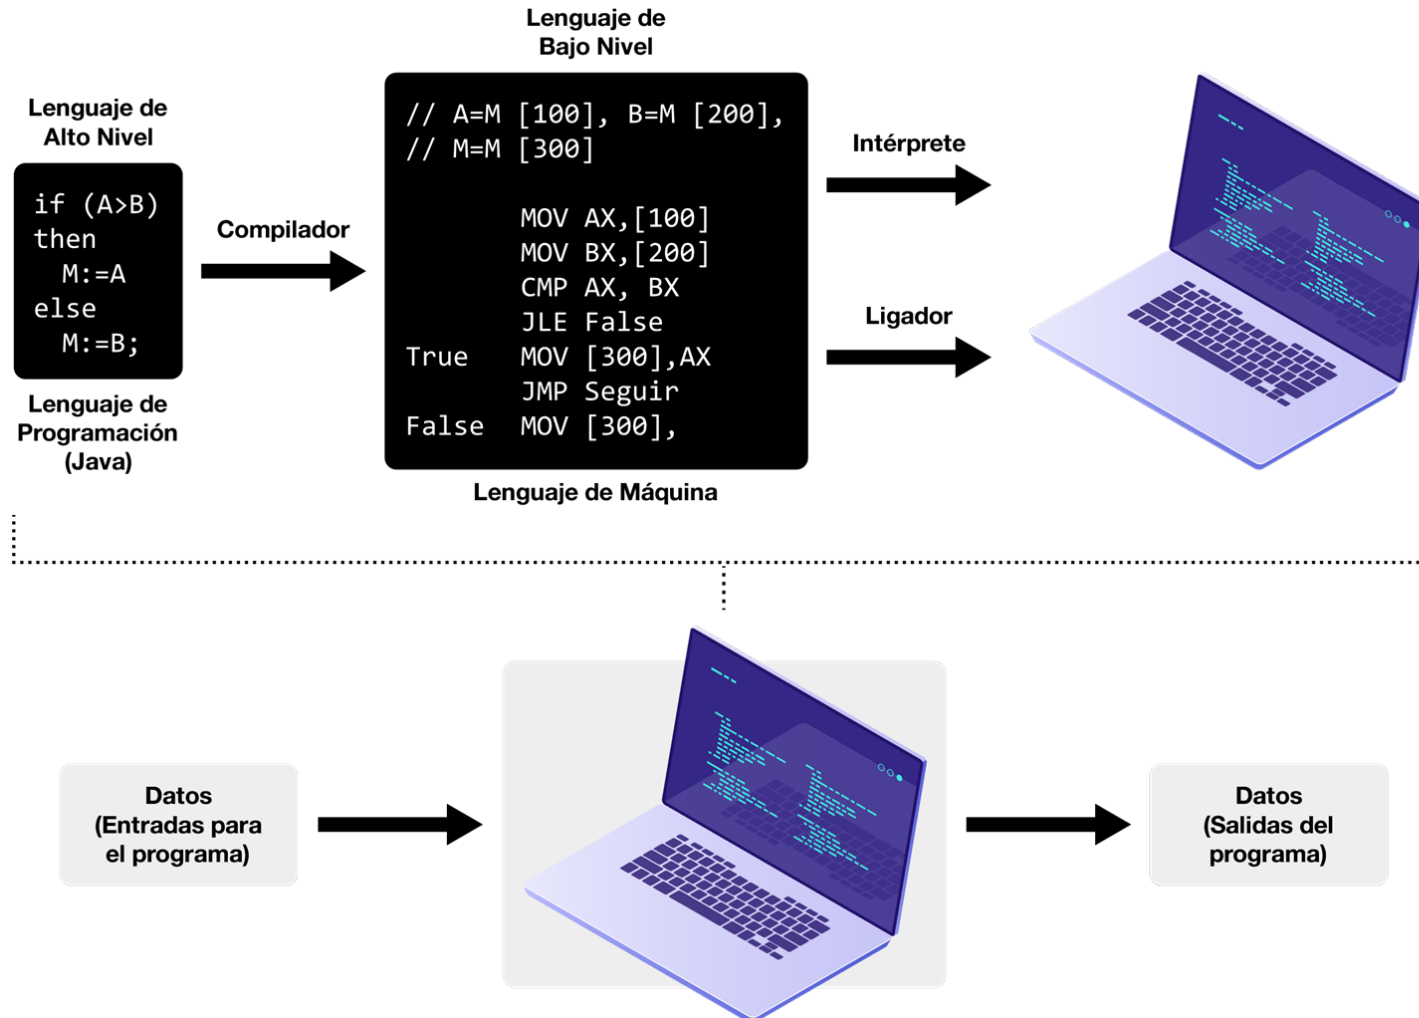 Lenguaje de
Alto Nivel
if (A>B)
then
M:=A
else
M:=B;
Lenguaje de
Programación
(Java)
Compilador
Lenguaje de
Bajo Nivel
// A=M [100], B=M [200],
// M=M [300]
MOV AX,[100]
MOV BX,[200]
CMP AX, BX
JLE False
True MOV [300],AX
JMP Seguir
False MOV [300],
Lenguaje de Máquina
Intérprete
Ligador
Datos
(Entradas para
el programa)
Datos
(Salidas del
programa)